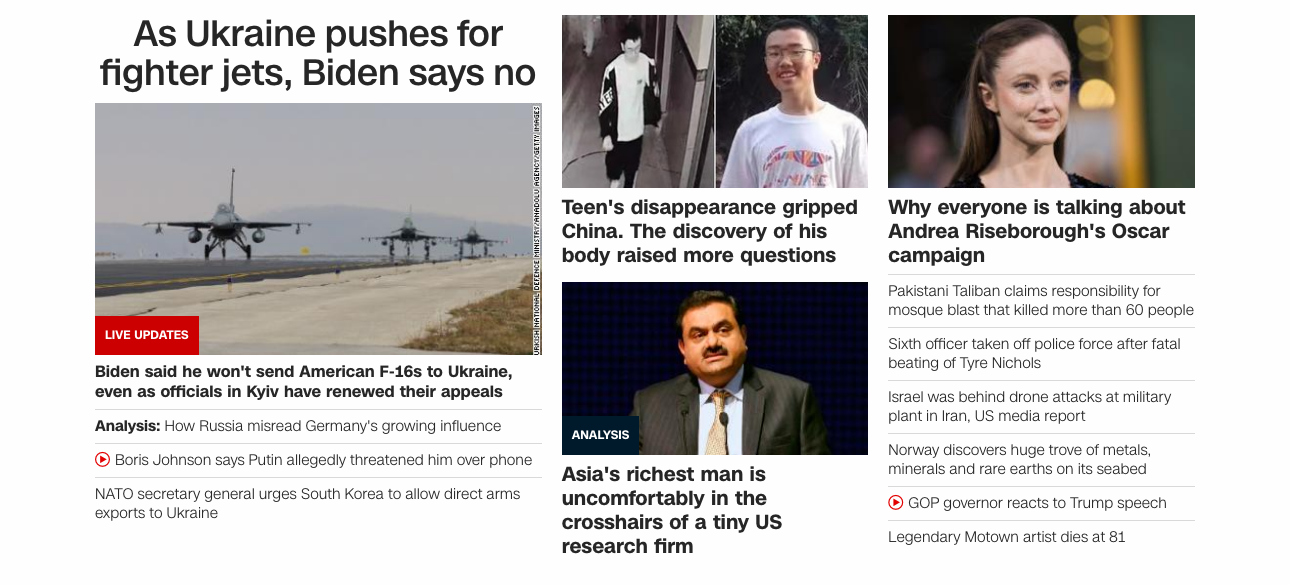 As Ukraine pushes for
fighter jets, Biden says no
URKISH NATIONAL DEFENCE MINISTRY/ANADOLU AGENCY/GETTY IMAGES
LIVE UPDATES
Biden said he won't send American F-16s to Ukraine,
even as officials in Kyiv have renewed their appeals
Analysis: How Russia misread Germany's growing influence
Boris Johnson says Putin allegedly threatened him over phone
NATO secretary general urges South Korea to allow direct arms
exports to Ukraine
Teen's disappearance gripped
China. The discovery of his
body raised more questions
ANALYSIS
Asia's richest man is
uncomfortably in the
crosshairs of a tiny US
research firm
Why everyone is talking about
Andrea Riseborough's Oscar
campaign
Pakistani Taliban claims responsibility for
mosque blast that killed more than 60 people
Sixth officer taken off police force after fatal
beating of Tyre Nichols
Israel was behind drone attacks at military
plant in Iran, US media report
Norway discovers huge trove of metals,
minerals and rare earths on its seabed
GOP governor reacts to Trump speech
Legendary Motown artist dies at 81